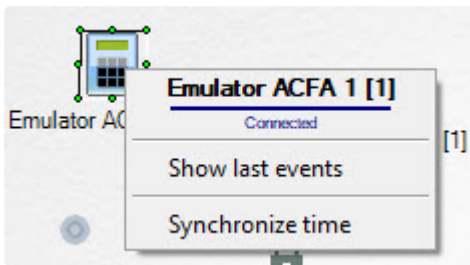 Emulator ACFA 1 [1]
Connected
Emulator AC
[1]
Show last events
Synchronize time